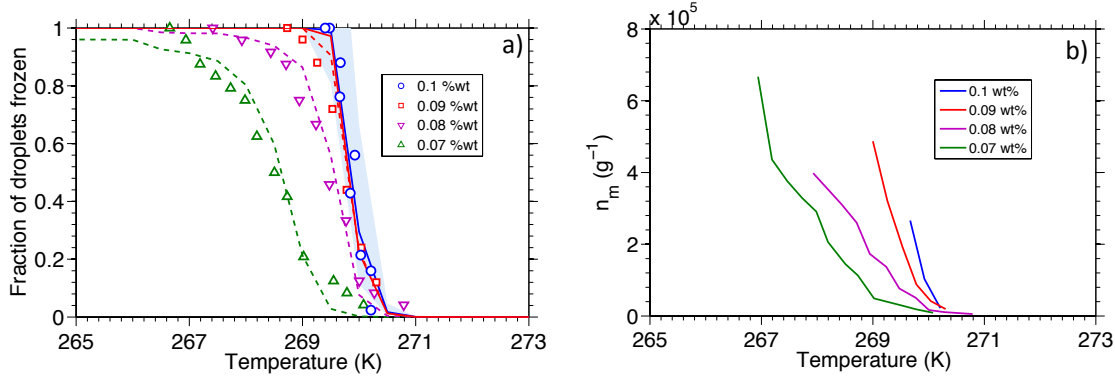 a)
1
0.8
0.6
0.4
0.2
0
Fraction of droplets frozen
0.1 %wt
0.09 %wt
0.08 %wt
0.07 %wt
265 267 269 271 273
Temperature (K)
x 10⁵
b)
8
6
4
2
0
n_m (g⁻¹)
0.1 wt%
0.09 wt%
0.08 wt%
0.07 wt%
265 267 269 271 273
Temperature (K)